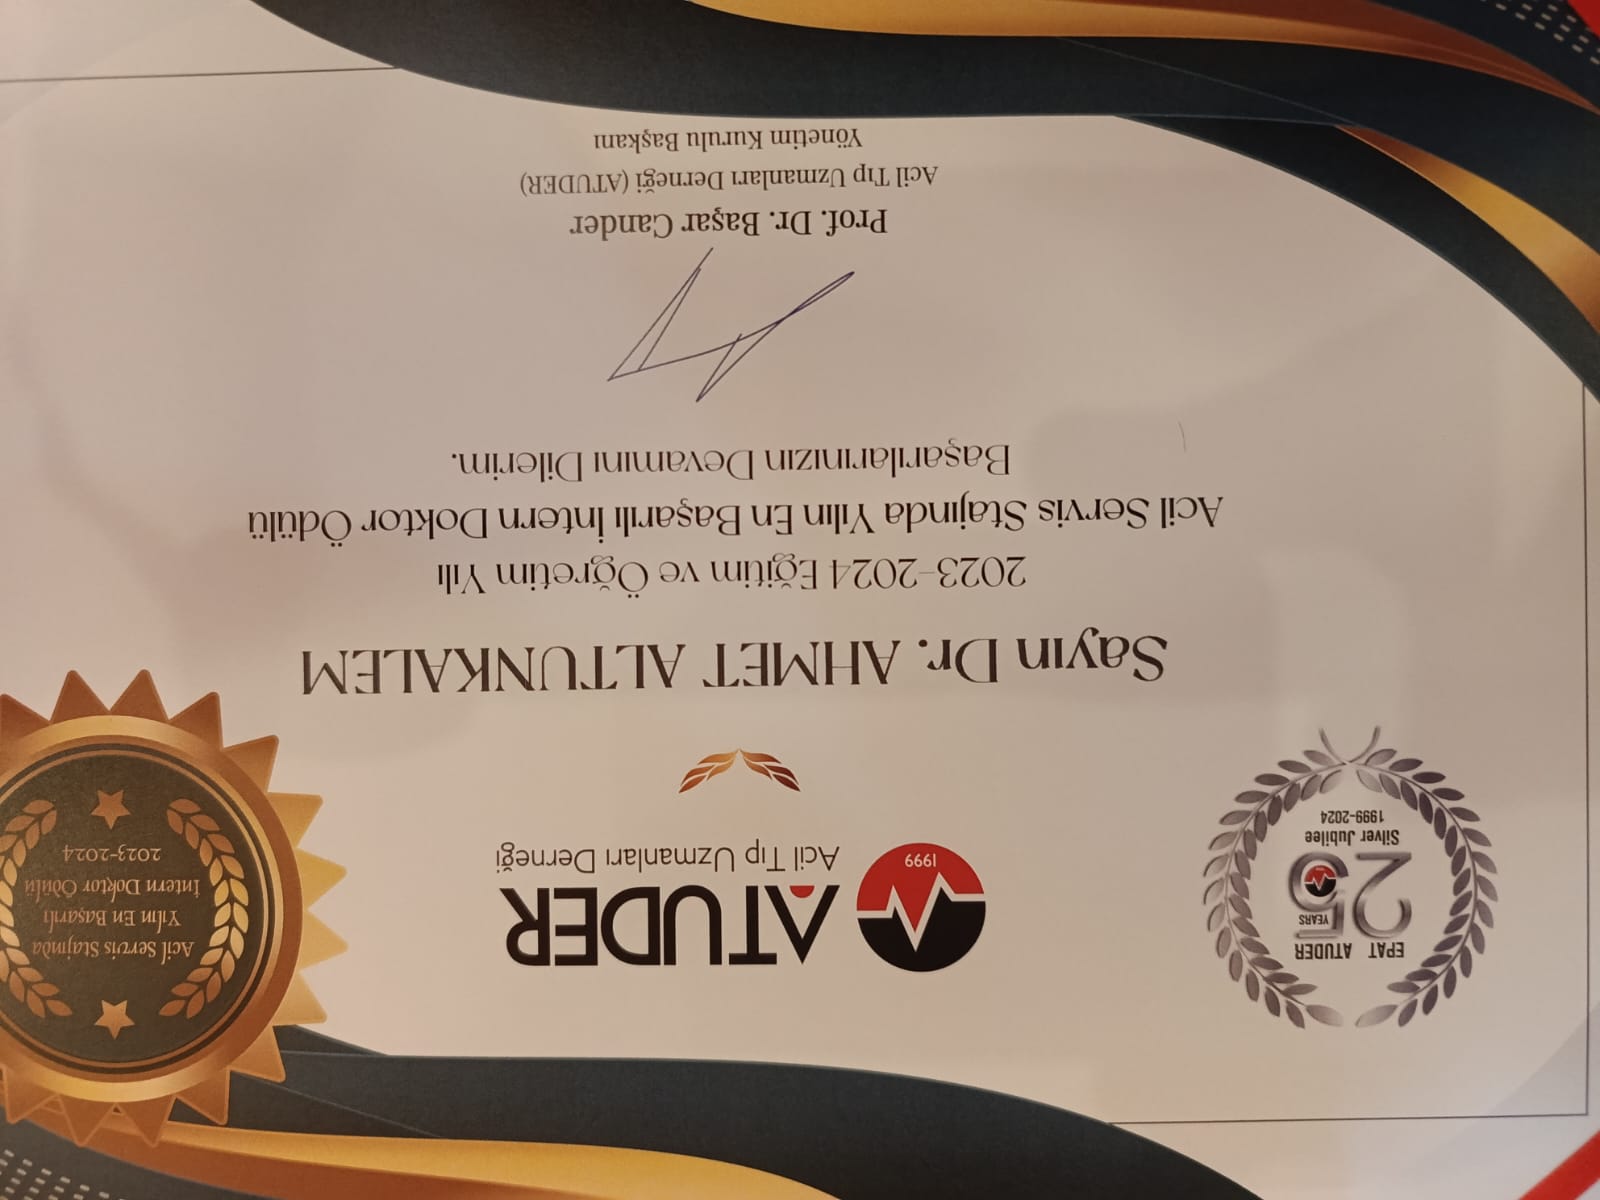 EPAT ATUDER
25 YEARS
Silver Jubilee
1999-2024
ATUDER
Acil Tıp Uzmanları Derneği
1999
Acil Servis Stajında
Yılın En Başarılı
İntern Doktor Ödülü
2023-2024
Sayın Dr. AHMET ALTUNKALEM
2023-2024 Eğitim ve Öğretim Yılı
Acil Servis Stajında Yılın En Başarılı İntern Doktor Ödülü
Başarılarınızın Devamını Dilerim.
Prof. Dr. Başar Cander
Acil Tıp Uzmanları Derneği (ATUDER)
Yönetim Kurulu Başkanı